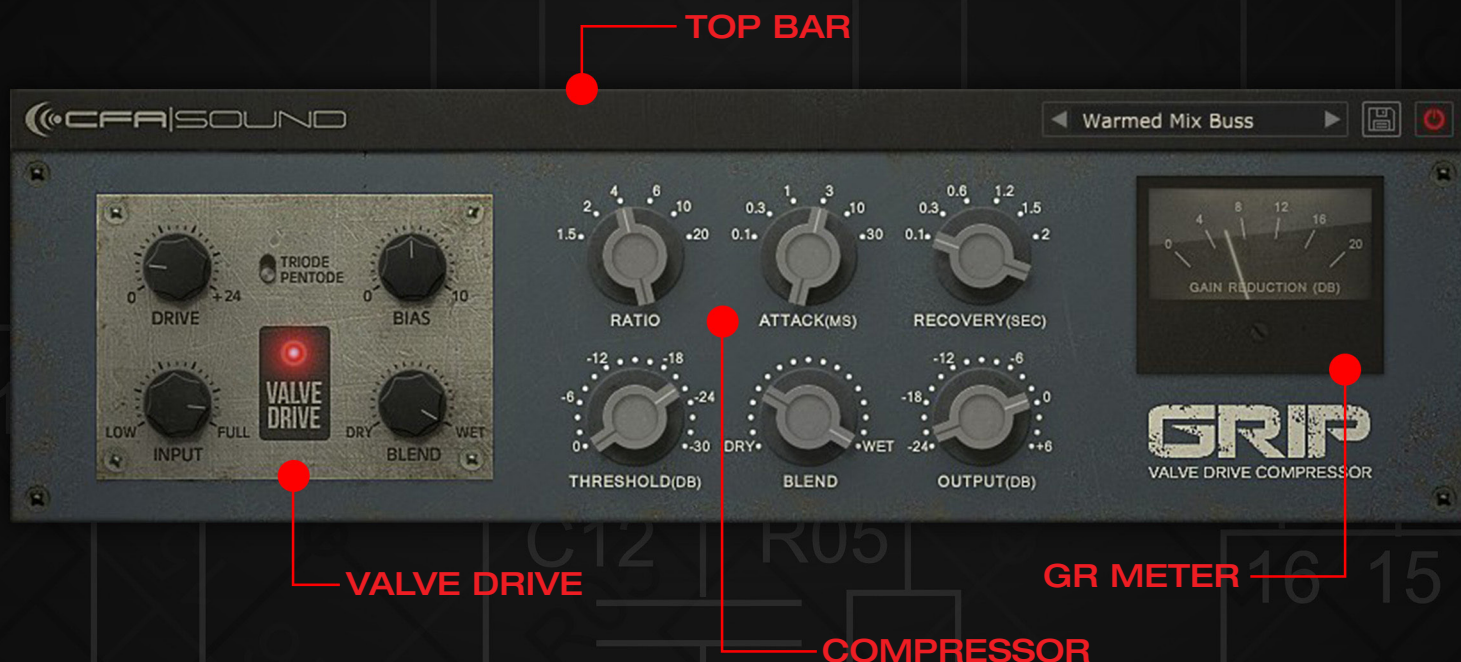 TOP BAR
CFA|SOUND
Warmed Mix Buss
0 +24
DRIVE
TRIODE
PENTODE
0 10
BIAS
LOW FULL
INPUT
VALVE
DRIVE
DRY WET
BLEND
1.5 2 4 6 10 20
RATIO
0.1 0.3 1 3 10 30
ATTACK(MS)
0.1 0.3 0.6 1.2 1.5 2
RECOVERY(SEC)
0 -6 -12 -18 -24 -30
THRESHOLD(DB)
DRY WET
BLEND
-24 -18 -12 -6 0 +6
OUTPUT(DB)
0 4 8 12 16 20
GAIN REDUCTION (DB)
GRIP
VALVE DRIVE COMPRESSOR
C12 R05
16 15
VALVE DRIVE
GR METER
COMPRESSOR